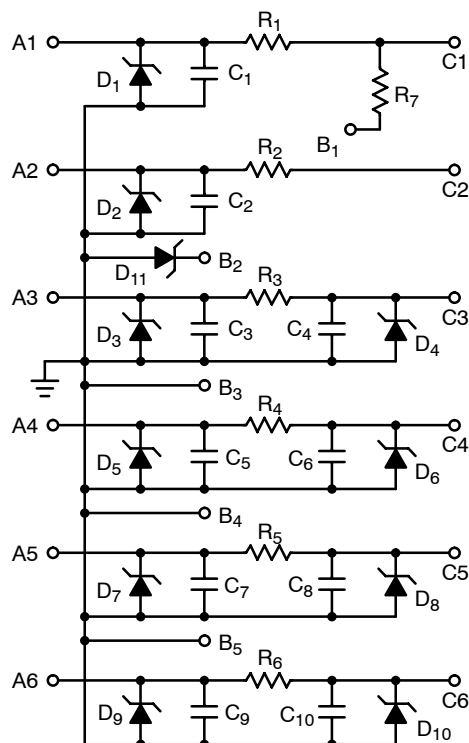 A1 R1 C1
D1 C1 R7
B1
A2 R2 C2
D2 C2
D11 B2
A3 R3 C3
D3 C3 C4 D4
B3
A4 R4 C4
D5 C5 C6 D6
B4
A5 R5 C5
D7 C7 C8 D8
B5
A6 R6 C6
D9 C9 C10 D10